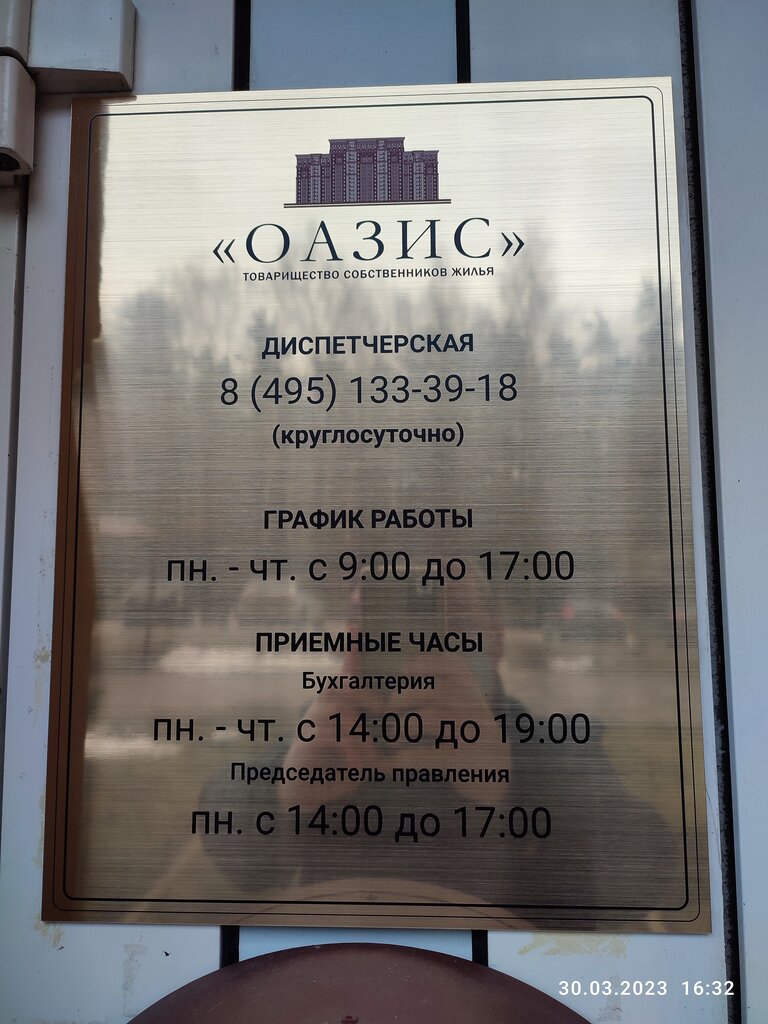 «ОАЗИС»
ТОВАРИЩЕСТВО СОБСТВЕННИКОВ ЖИЛЬЯ
ДИСПЕТЧЕРСКАЯ
8 (495) 133-39-18
(круглосуточно)
ГРАФИК РАБОТЫ
пн. - чт. с 9:00 до 17:00
ПРИЕМНЫЕ ЧАСЫ
Бухгалтерия
пн. - чт. с 14:00 до 19:00
Председатель правления
пн. с 14:00 до 17:00
30.03.2023 16:32